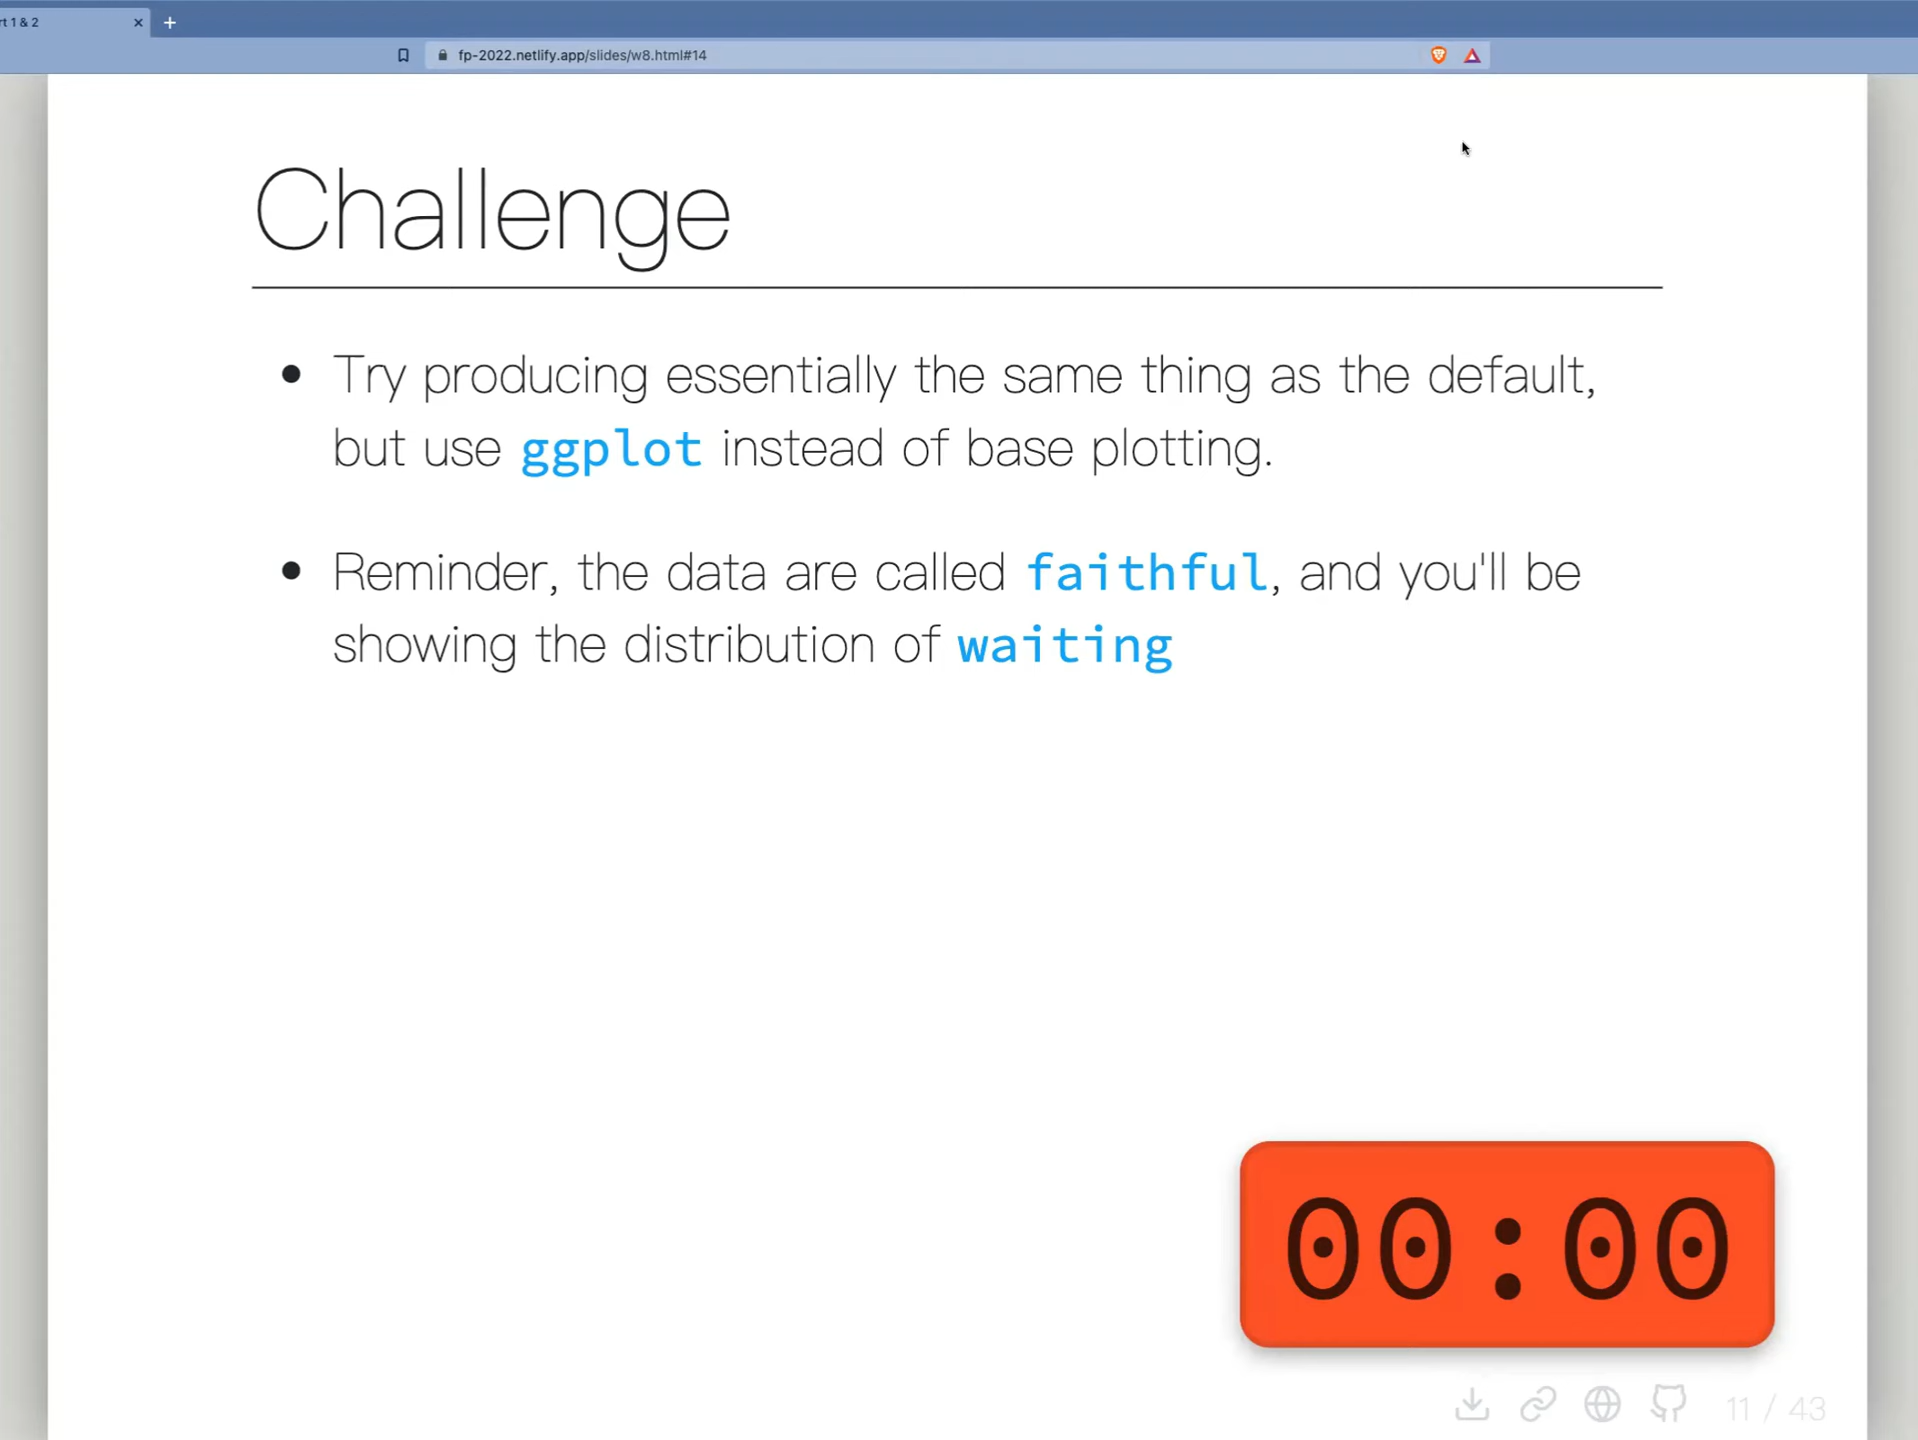 rt 1 & 2
fp-2022.netlify.app/slides/w8.html#14
Challenge
Try producing essentially the same thing as the default,
but use ggplot instead of base plotting.
Reminder, the data are called faithful, and you'll be
showing the distribution of waiting
00:00
11 / 43